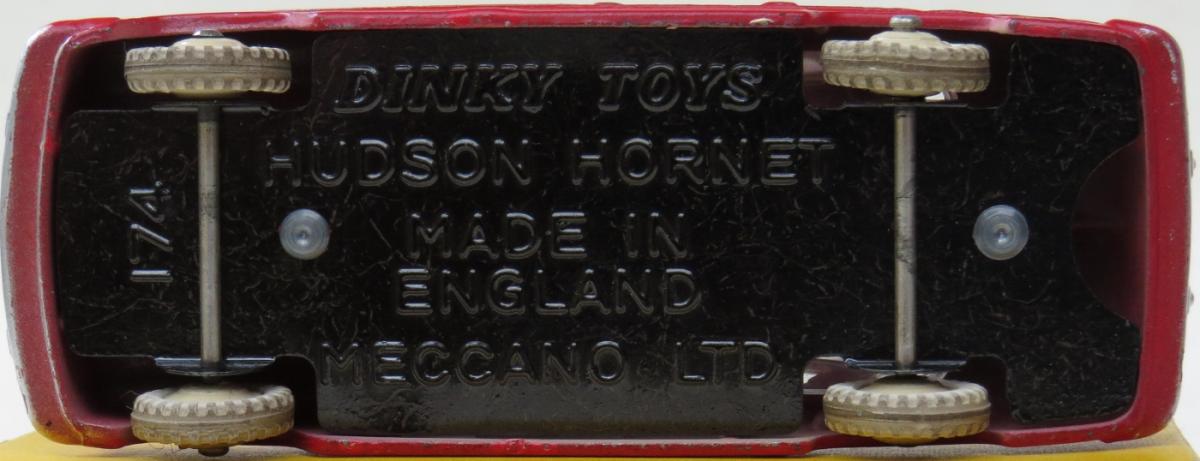 DINKY TOYS
HUDSON HORNET
MADE IN
ENGLAND
MECCANO LTD
174